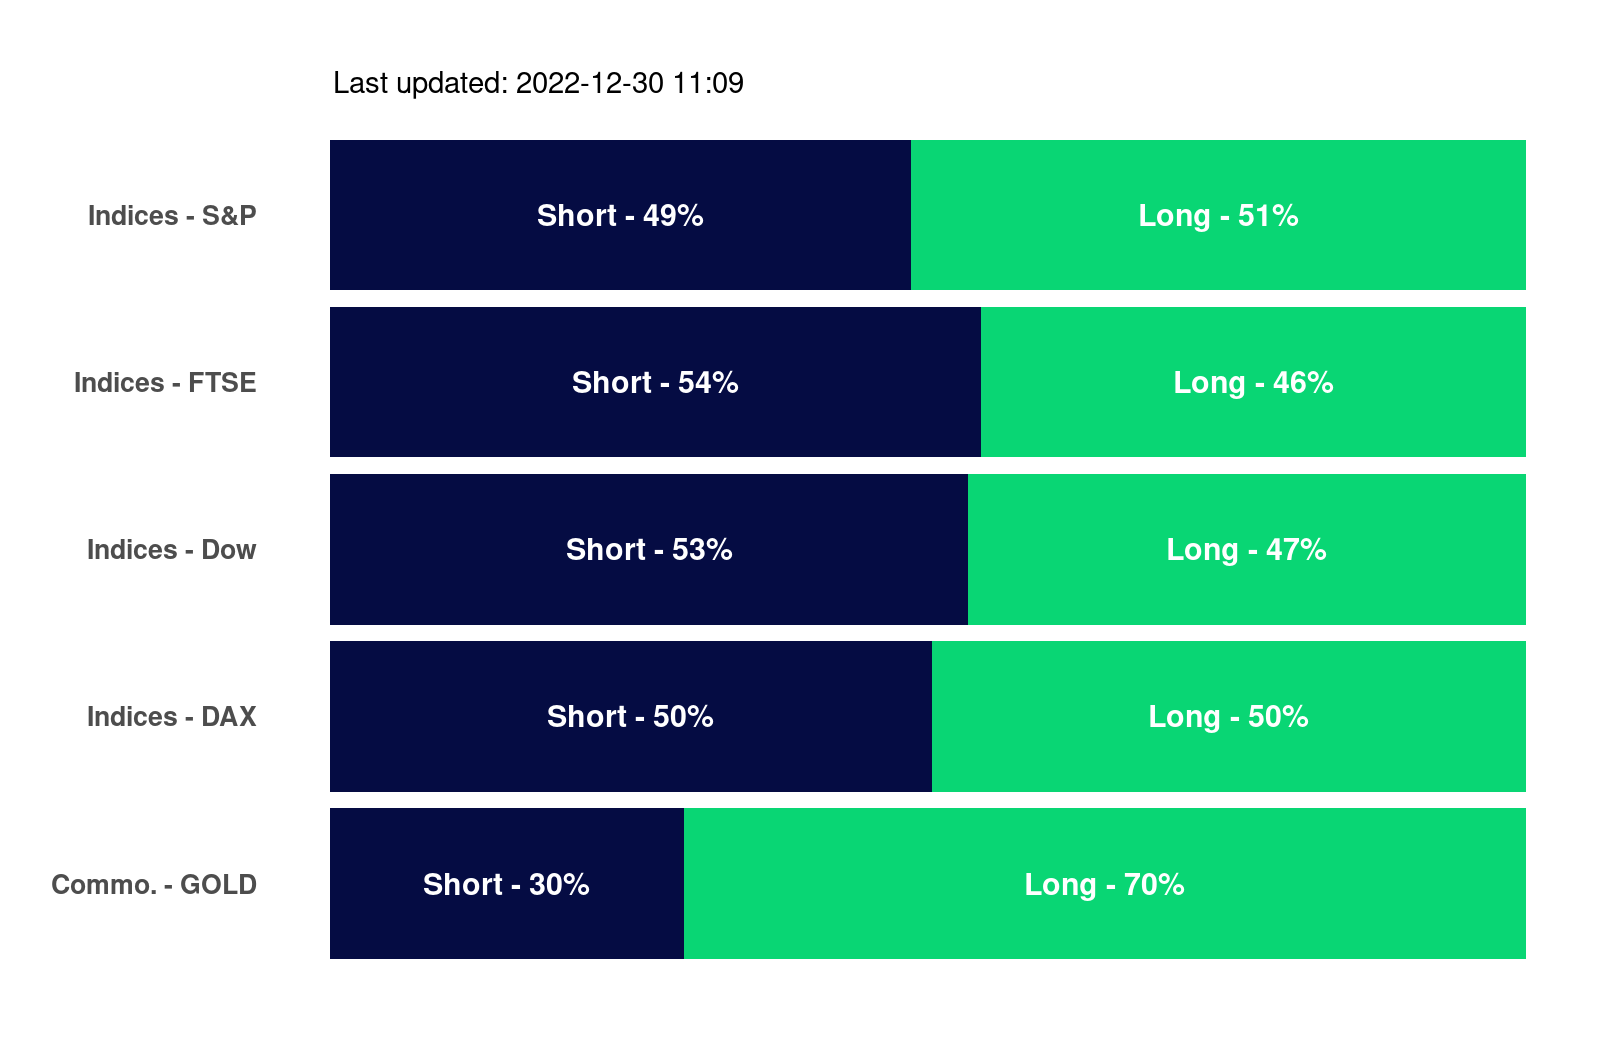 Last updated: 2022-12-30 11:09
Indices - S&P Short - 49% Long - 51%
Indices - FTSE Short - 54% Long - 46%
Indices - Dow Short - 53% Long - 47%
Indices - DAX Short - 50% Long - 50%
Commo. - GOLD Short - 30% Long - 70%